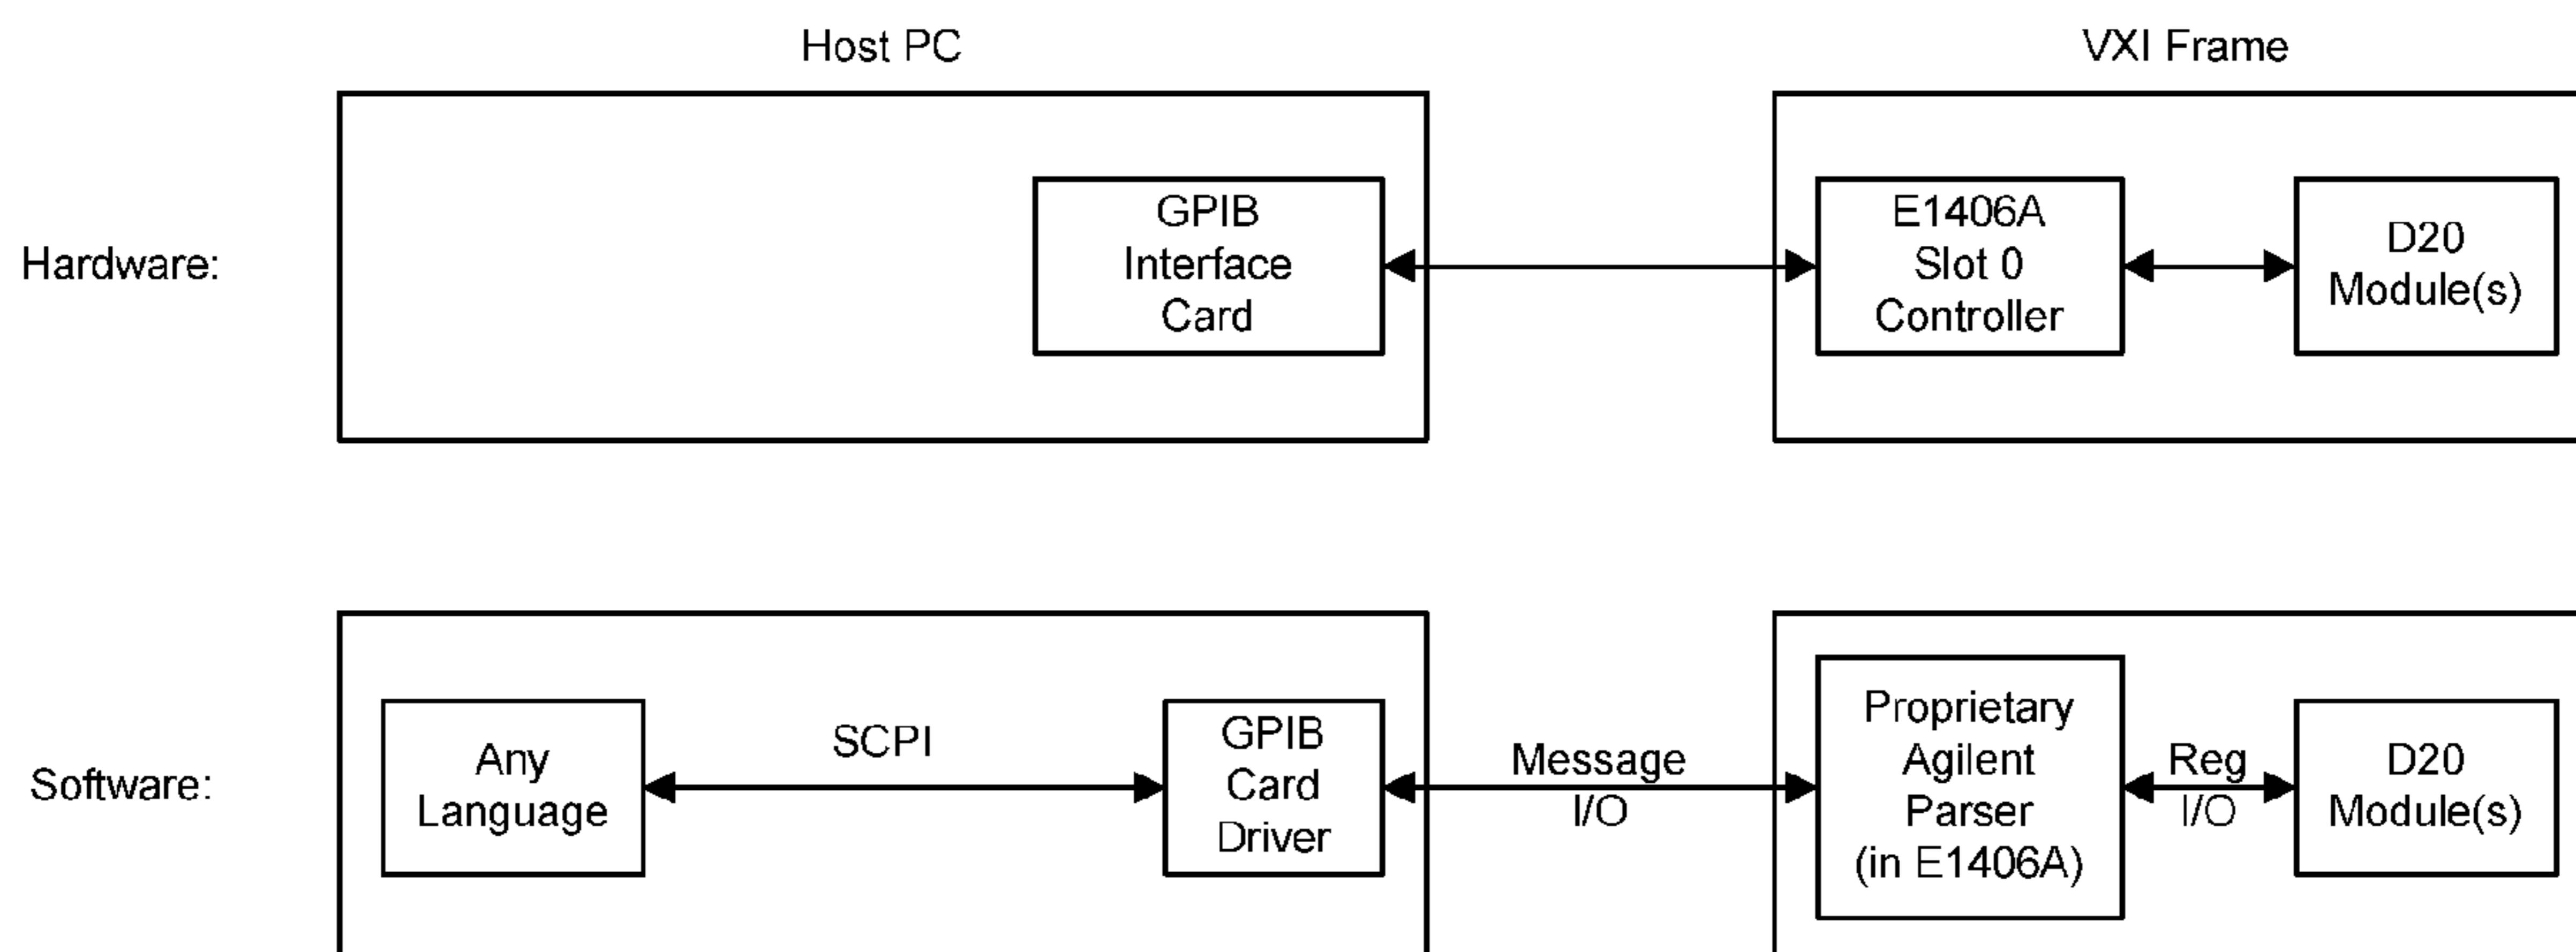 Host PC
VXI Frame
Hardware:
GPIB
Interface
Card
E1406A
Slot 0
Controller
D20
Module(s)
Software:
Any
Language
SCPI
GPIB
Card
Driver
Message
I/O
Proprietary
Agilent
Parser
(in E1406A)
Reg
I/O
D20
Module(s)